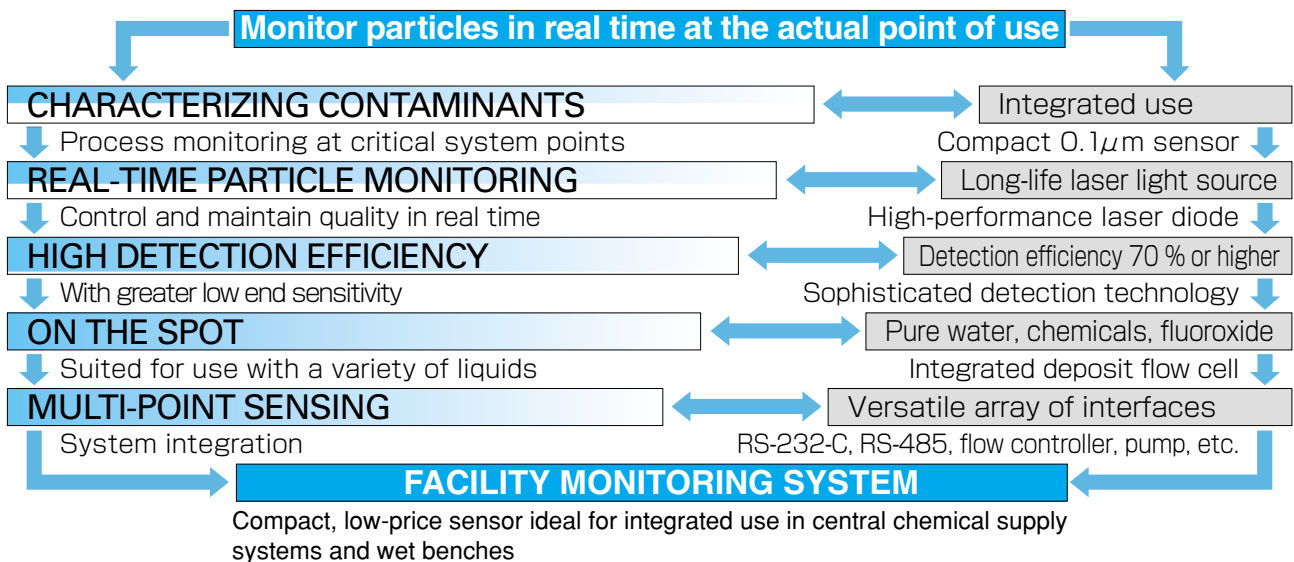 Monitor particles in real time at the actual point of use
CHARACTERIZING CONTAMINANTS
Integrated use
Process monitoring at critical system points
Compact 0.1μm sensor
REAL-TIME PARTICLE MONITORING
Long-life laser light source
Control and maintain quality in real time
High-performance laser diode
HIGH DETECTION EFFICIENCY
Detection efficiency 70 % or higher
With greater low end sensitivity
Sophisticated detection technology
ON THE SPOT
Pure water, chemicals, fluoroxide
Suited for use with a variety of liquids
Integrated deposit flow cell
MULTI-POINT SENSING
Versatile array of interfaces
System integration
RS-232-C, RS-485, flow controller, pump, etc.
FACILITY MONITORING SYSTEM
Compact, low-price sensor ideal for integrated use in central chemical supply
systems and wet benches